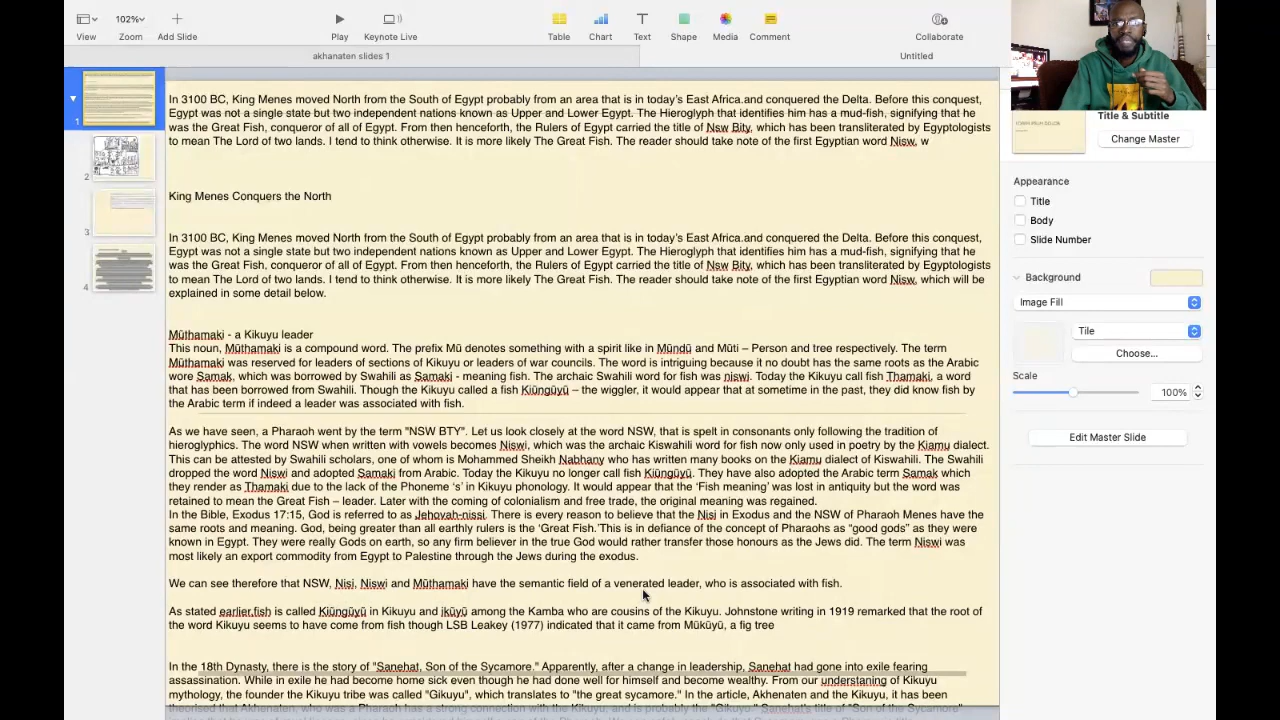 102%
View
Zoom
Add Slide
Play
Keynote Live
Table
Chart
Text
Shape
Media
Comment
Collaborate
akhanaten slides 1
Untitled
1
2
3
4
In 3100 BC, King Menes moved North from the South of Egypt probably from an area that is in today's East Africa.and conquered the Delta. Before this conquest,
Egypt was not a single state but two independent nations known as Upper and Lower Egypt. The Hieroglyph that identifies him has a mud-fish, signifying that he
was the Great Fish, conqueror of all of Egypt. From then henceforth, the Rulers of Egypt carried the title of Nsw Bity, which has been transliterated by Egyptologists
to mean The Lord of two lands. I tend to think otherwise. It is more likely The Great Fish. The reader should take note of the first Egyptian word Nisw, w
King Menes Conquers the North
In 3100 BC, King Menes moved North from the South of Egypt probably from an area that is in today's East Africa.and conquered the Delta. Before this conquest,
Egypt was not a single state but two independent nations known as Upper and Lower Egypt. The Hieroglyph that identifies him has a mud-fish, signifying that he
was the Great Fish, conqueror of all of Egypt. From then henceforth, the Rulers of Egypt carried the title of Nsw Bity, which has been transliterated by Egyptologists
to mean The Lord of two lands. I tend to think otherwise. It is more likely The Great Fish. The reader should take note of the first Egyptian word Nisw, which will be
explained in some detail below.
Mũthamaki - a Kikuyu leader
This noun, Mũthamaki is a compound word. The prefix Mũ denotes something with a spirit like in Mũndũ and Mũti – Person and tree respectively. The term
Mũthamaki was reserved for leaders of sections of Kikuyu or leaders of war councils. The word is intriguing because it no doubt has the same roots as the Arabic
wore Samak, which was borrowed by Swahili as Samaki - meaning fish. The archaic Swahili word for fish was niswi. Today the Kikuyu call fish Thamaki, a word
that has been borrowed from Swahili. Though the Kikuyu called a fish Kiũngũyũ – the wiggler, it would appear that at sometime in the past, they did know fish by
the Arabic term if indeed a leader was associated with fish.
As we have seen, a Pharaoh went by the term "NSW BTY". Let us look closely at the word NSW, that is spelt in consonants only following the tradition of
hieroglyphics. The word NSW when written with vowels becomes Niswi, which was the archaic Kiswahili word for fish now only used in poetry by the Kiamu dialect.
This can be attested by Swahili scholars, one of whom is Mohammed Sheikh Nabhany who has written many books on the Kiamu dialect of Kiswahili. The Swahili
dropped the word Niswi and adopted Samaki from Arabic. Today the Kikuyu no longer call fish Kiũngũyũ. They have also adopted the Arabic term Samak which
they render as Thamaki due to the lack of the Phoneme 's' in Kikuyu phonology. It would appear that the 'Fish meaning' was lost in antiquity but the word was
retained to mean the Great Fish – leader. Later with the coming of colonialism and free trade, the original meaning was regained.
In the Bible, Exodus 17:15, God is referred to as Jehovah-nissi. There is every reason to believe that the Nisi in Exodus and the NSW of Pharaoh Menes have the
same roots and meaning. God, being greater than all earthly rulers is the 'Great Fish.'This is in defiance of the concept of Pharaohs as "good gods" as they were
known in Egypt. They were really Gods on earth, so any firm believer in the true God would rather transfer those honours as the Jews did. The term Niswi was
most likely an export commodity from Egypt to Palestine through the Jews during the exodus.
We can see therefore that NSW, Nisi, Niswi and Mũthamaki have the semantic field of a venerated leader, who is associated with fish.
As stated earlier,fish is called Kiũngũyũ in Kikuyu and ikũyũ among the Kamba who are cousins of the Kikuyu. Johnstone writing in 1919 remarked that the root of
the word Kikuyu seems to have come from fish though LSB Leakey (1977) indicated that it came from Mũkũyũ, a fig tree
In the 18th Dynasty, there is the story of "Sanehat, Son of the Sycamore." Apparently, after a change in leadership, Sanehat had gone into exile fearing
assassination. While in exile he had become home sick even though he had done well for himself and become wealthy. From our understaning of Kikuyu
mythology, the founder the Kikuyu tribe was called "Gikuyu", which translates to "the great sycamore." In the article, Akhenaten and the Kikuyu, it has been
theorised that Akhenaten, who was a Pharaoh has a strong connection with the Kikuyu, and is probably the "Gikuyu" Sanehat's title of "Son of the Sycamore"
Title & Subtitle
Change Master
Appearance
Title
Body
Slide Number
Background
Image Fill
Tile
Choose...
Scale
100%
Edit Master Slide